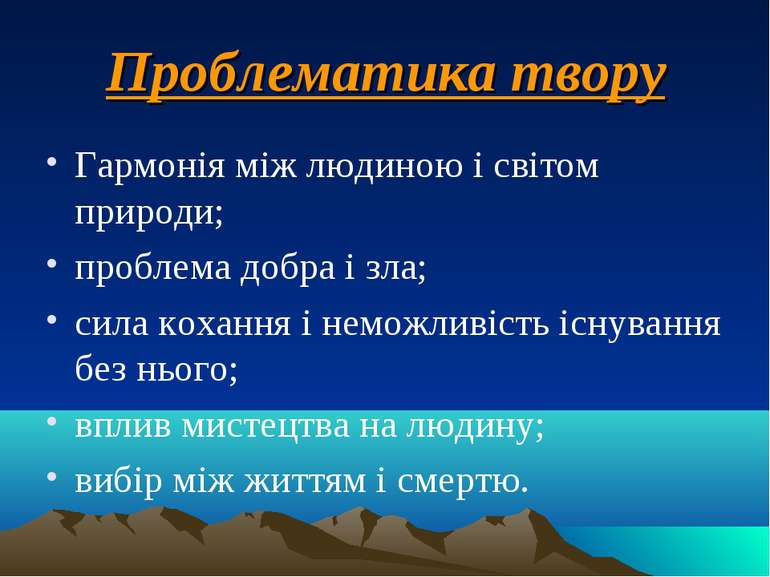 Проблематика твору
• Гармонія між людиною і світом
природи;
• проблема добра і зла;
• сила кохання і неможливість існування
без нього;
• вплив мистецтва на людину;
• вибір між життям і смертю.